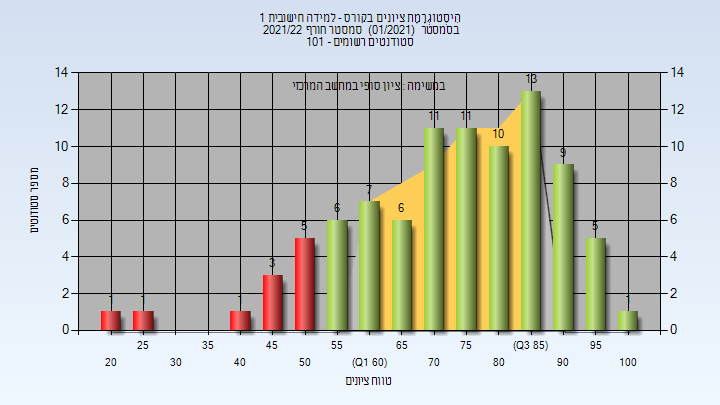 היסטוגרמת ציונים בקורס - למידה חישובית 1
בסמסטר (01/2021) סמסטר חורף 2021/22
סטודנטים רשומים - 101
במשימה : ציון סופי במחשב המרכזי
מספר סטודנטים
14 12 10 8 6 4 2 0
1 1 1 3 5 6 7 6 11 11 10 13 9 5 1
14 12 10 8 6 4 2 0
25 35 45 55 65 75 (Q3 85) 95
20 30 40 50 (Q1 60) 70 80 90 100
טווח ציונים